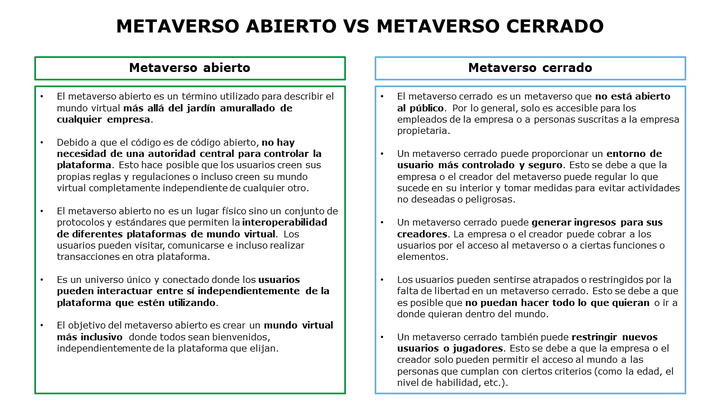 METAVERSO ABIERTO VS METAVERSO CERRADO
Metaverso abierto
• El metaverso abierto es un término utilizado para describir el
mundo virtual más allá del jardín amurallado de
cualquier empresa.
• Debido a que el código es de código abierto, no hay
necesidad de una autoridad central para controlar la
plataforma. Esto hace posible que los usuarios creen sus
propias reglas y regulaciones o incluso creen su mundo
virtual completamente independiente de cualquier otro.
• El metaverso abierto no es un lugar físico sino un conjunto de
protocolos y estándares que permiten la interoperabilidad
de diferentes plataformas de mundo virtual. Los
usuarios pueden visitar, comunicarse e incluso realizar
transacciones en otra plataforma.
• Es un universo único y conectado donde los usuarios
pueden interactuar entre sí independientemente de la
plataforma que estén utilizando.
• El objetivo del metaverso abierto es crear un mundo virtual
más inclusivo donde todos sean bienvenidos,
independientemente de la plataforma que elijan.
Metaverso cerrado
• El metaverso cerrado es un metaverso que no está abierto
al público. Por lo general, solo es accesible para los
empleados de la empresa o a personas suscritas a la empresa
propietaria.
• Un metaverso cerrado puede proporcionar un entorno de
usuario más controlado y seguro. Esto se debe a que la
empresa o el creador del metaverso puede regular lo que
sucede en su interior y tomar medidas para evitar actividades
no deseadas o peligrosas.
• Un metaverso cerrado puede generar ingresos para sus
creadores. La empresa o el creador puede cobrar a los
usuarios por el acceso al metaverso o a ciertas funciones o
elementos.
• Los usuarios pueden sentirse atrapados o restringidos por la
falta de libertad en un metaverso cerrado. Esto se debe a que
es posible que no puedan hacer todo lo que quieran o ir a
donde quieran dentro del mundo.
• Un metaverso cerrado también puede restringir nuevos
usuarios o jugadores. Esto se debe a que la empresa o el
creador solo pueden permitir el acceso al mundo a las
personas que cumplan con ciertos criterios (como la edad, el
nivel de habilidad, etc.).